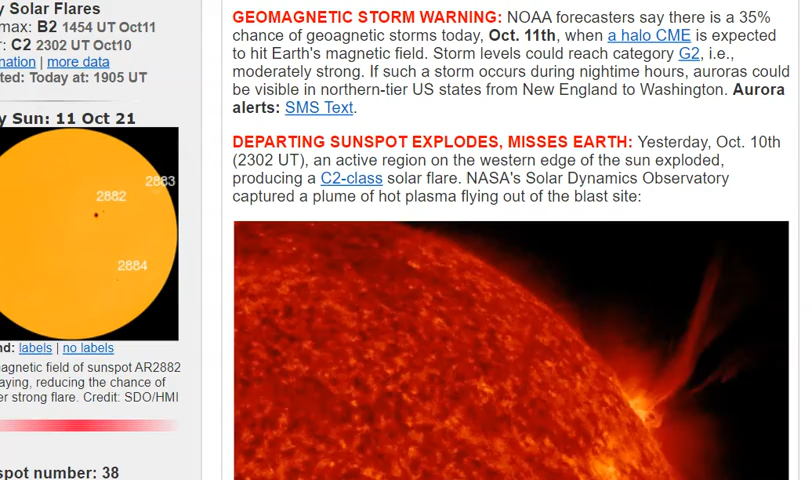 y Solar Flares
max: B2 1454 UT Oct11
r: C2 2302 UT Oct10
nation | more data
ted: Today at: 1905 UT
y Sun: 11 Oct 21
2883
2882
2884
nd: labels | no labels
agnetic field of sunspot AR2882
aying, reducing the chance of
er strong flare. Credit: SDO/HMI
spot number: 38
GEOMAGNETIC STORM WARNING: NOAA forecasters say there is a 35%
chance of geoagnetic storms today, Oct. 11th, when a halo CME is expected
to hit Earth's magnetic field. Storm levels could reach category G2, i.e.,
moderately strong. If such a storm occurs during nightime hours, auroras could
be visible in northern-tier US states from New England to Washington. Aurora
alerts: SMS Text.
DEPARTING SUNSPOT EXPLODES, MISSES EARTH: Yesterday, Oct. 10th
(2302 UT), an active region on the western edge of the sun exploded,
producing a C2-class solar flare. NASA's Solar Dynamics Observatory
captured a plume of hot plasma flying out of the blast site: